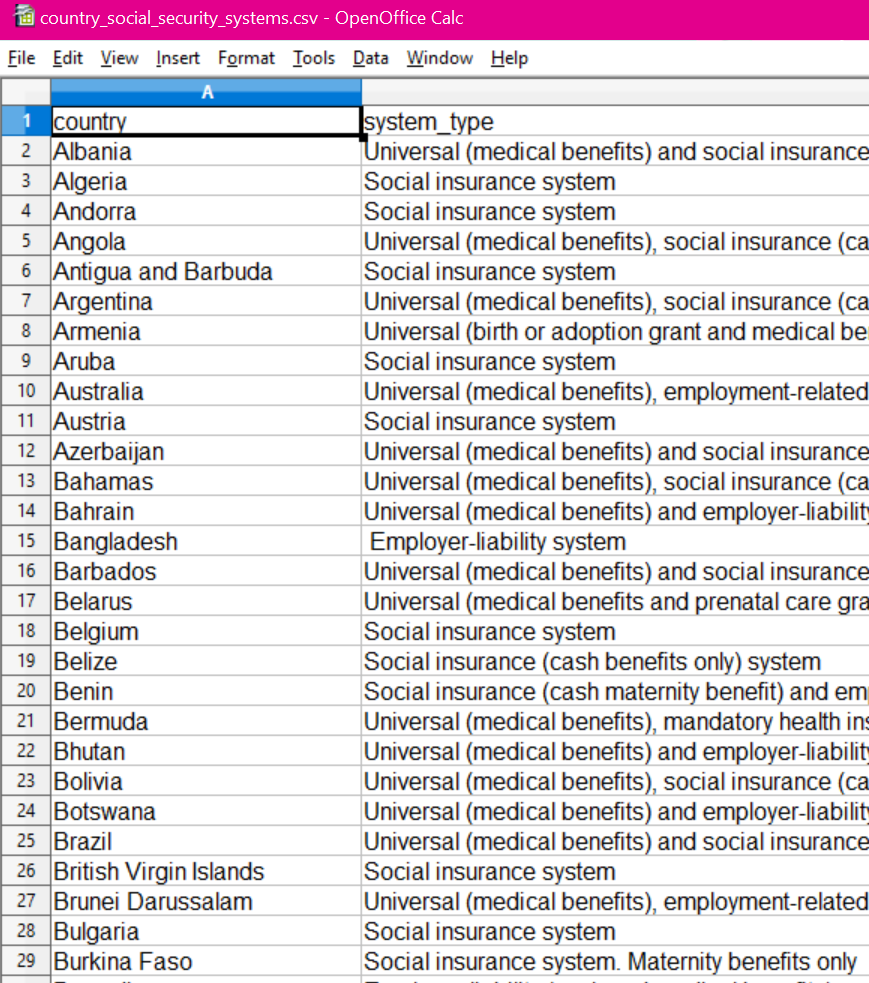 country_social_security_systems.csv - OpenOffice Calc
File Edit View Insert Format Tools Data Window Help
A
1 country system_type
2 Albania Universal (medical benefits) and social insurance
3 Algeria Social insurance system
4 Andorra Social insurance system
5 Angola Universal (medical benefits), social insurance (ca
6 Antigua and Barbuda Social insurance system
7 Argentina Universal (medical benefits), social insurance (ca
8 Armenia Universal (birth or adoption grant and medical be
9 Aruba Social insurance system
10 Australia Universal (medical benefits), employment-related
11 Austria Social insurance system
12 Azerbaijan Universal (medical benefits) and social insurance
13 Bahamas Universal (medical benefits), social insurance (ca
14 Bahrain Universal (medical benefits) and employer-liability
15 Bangladesh Employer-liability system
16 Barbados Universal (medical benefits) and social insurance
17 Belarus Universal (medical benefits and prenatal care gra
18 Belgium Social insurance system
19 Belize Social insurance (cash benefits only) system
20 Benin Social insurance (cash maternity benefit) and em
21 Bermuda Universal (medical benefits), mandatory health ins
22 Bhutan Universal (medical benefits) and employer-liability
23 Bolivia Universal (medical benefits), social insurance (ca
24 Botswana Universal (medical benefits) and employer-liability
25 Brazil Universal (medical benefits) and social insurance
26 British Virgin Islands Social insurance system
27 Brunei Darussalam Universal (medical benefits), employment-related
28 Bulgaria Social insurance system
29 Burkina Faso Social insurance system. Maternity benefits only